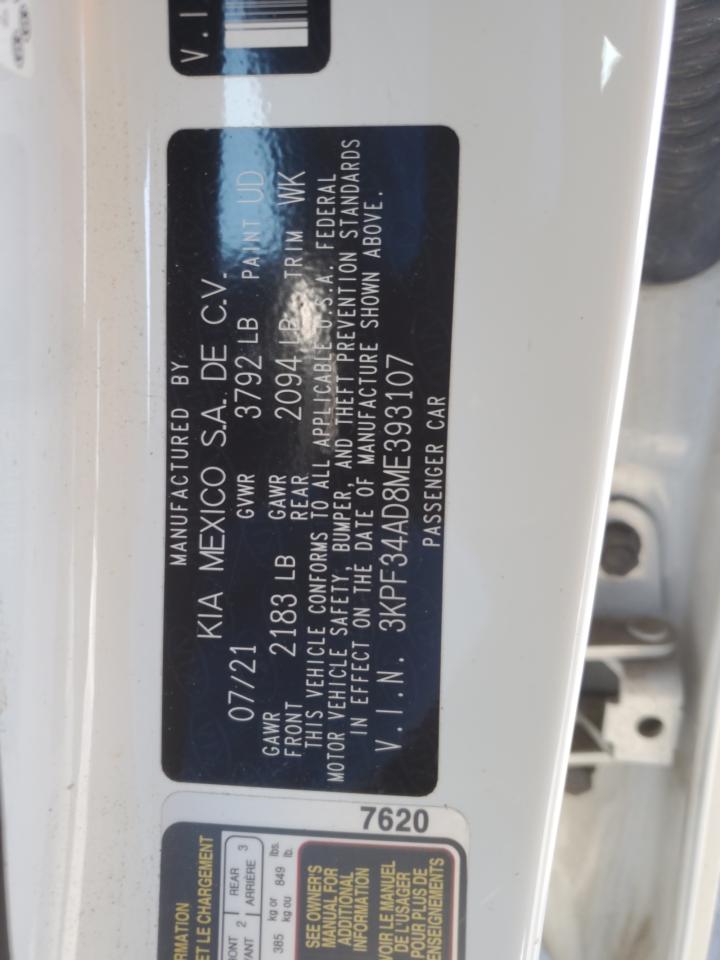 MANUFACTURED BY
KIA MEXICO S.A. DE C.V.
07/21 GVWR 3792 LB PAINT UD
GAWR FRONT 2183 LB GAWR REAR 2094 LB TRIM WK
THIS VEHICLE CONFORMS TO ALL APPLICABLE U.S.A. FEDERAL
MOTOR VEHICLE SAFETY, BUMPER, AND THEFT PREVENTION STANDARDS
IN EFFECT ON THE DATE OF MANUFACTURE SHOWN ABOVE.
V.I.N. 3KPF34AD8ME393107
PASSENGER CAR
V.I
7620
ET LE CHARGEMENT
2 REAR 3
2 ARRIÈRE
385 kg or kg ou 849 lbs. lb.
SEE OWNER'S
MANUAL FOR
ADDITIONAL
INFORMATION
VOIR LE MANUEL
DE L'USAGER
POUR PLUS DE
RENSEIGNEMENTS